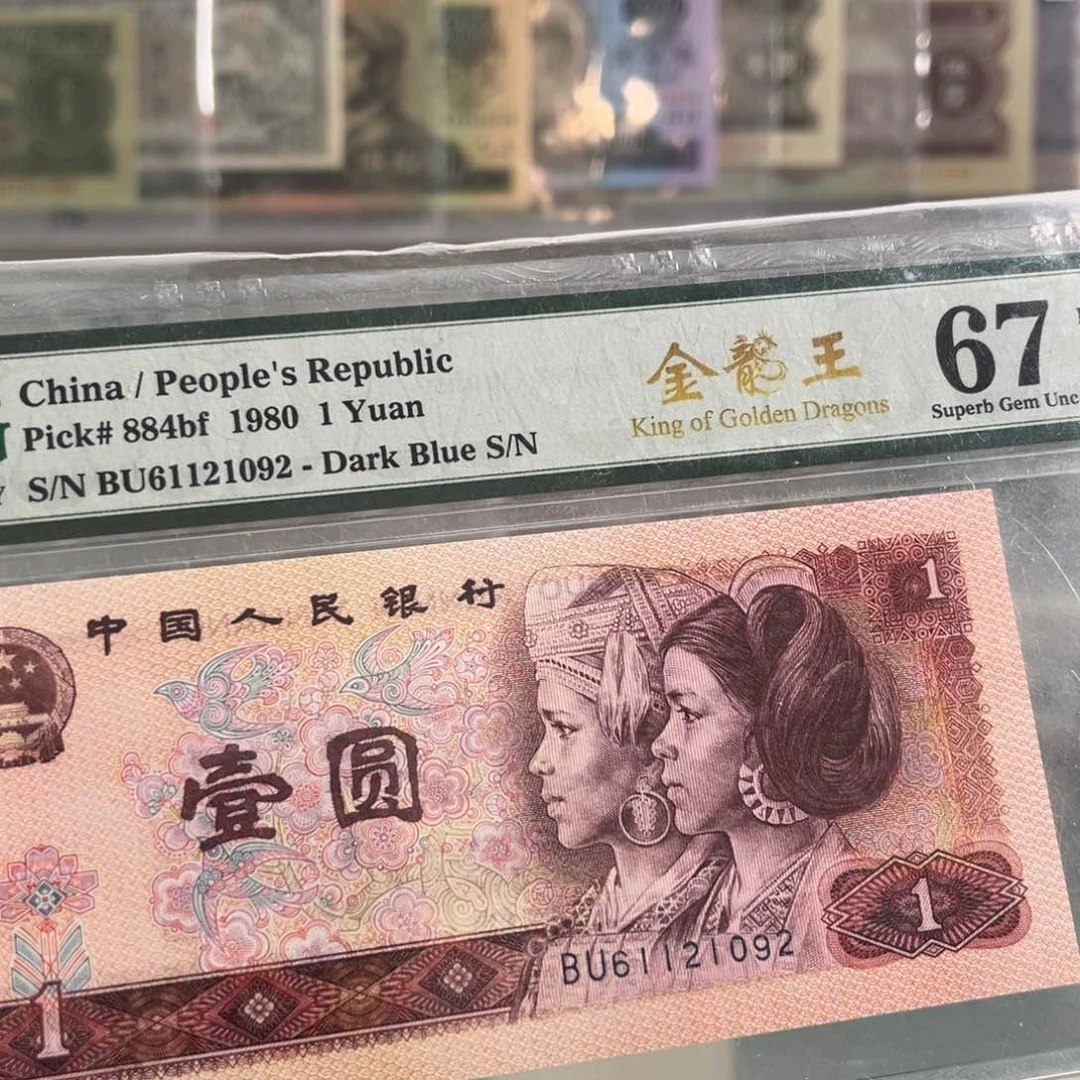 China / People's Republic
Pick# 884bf 1980 1 Yuan
S/N BU61121092 - Dark Blue S/N
金龍王
King of Golden Dragons
67
Superb Gem Unc
中国人民银行
1
壹圆
1
BU61121092
1